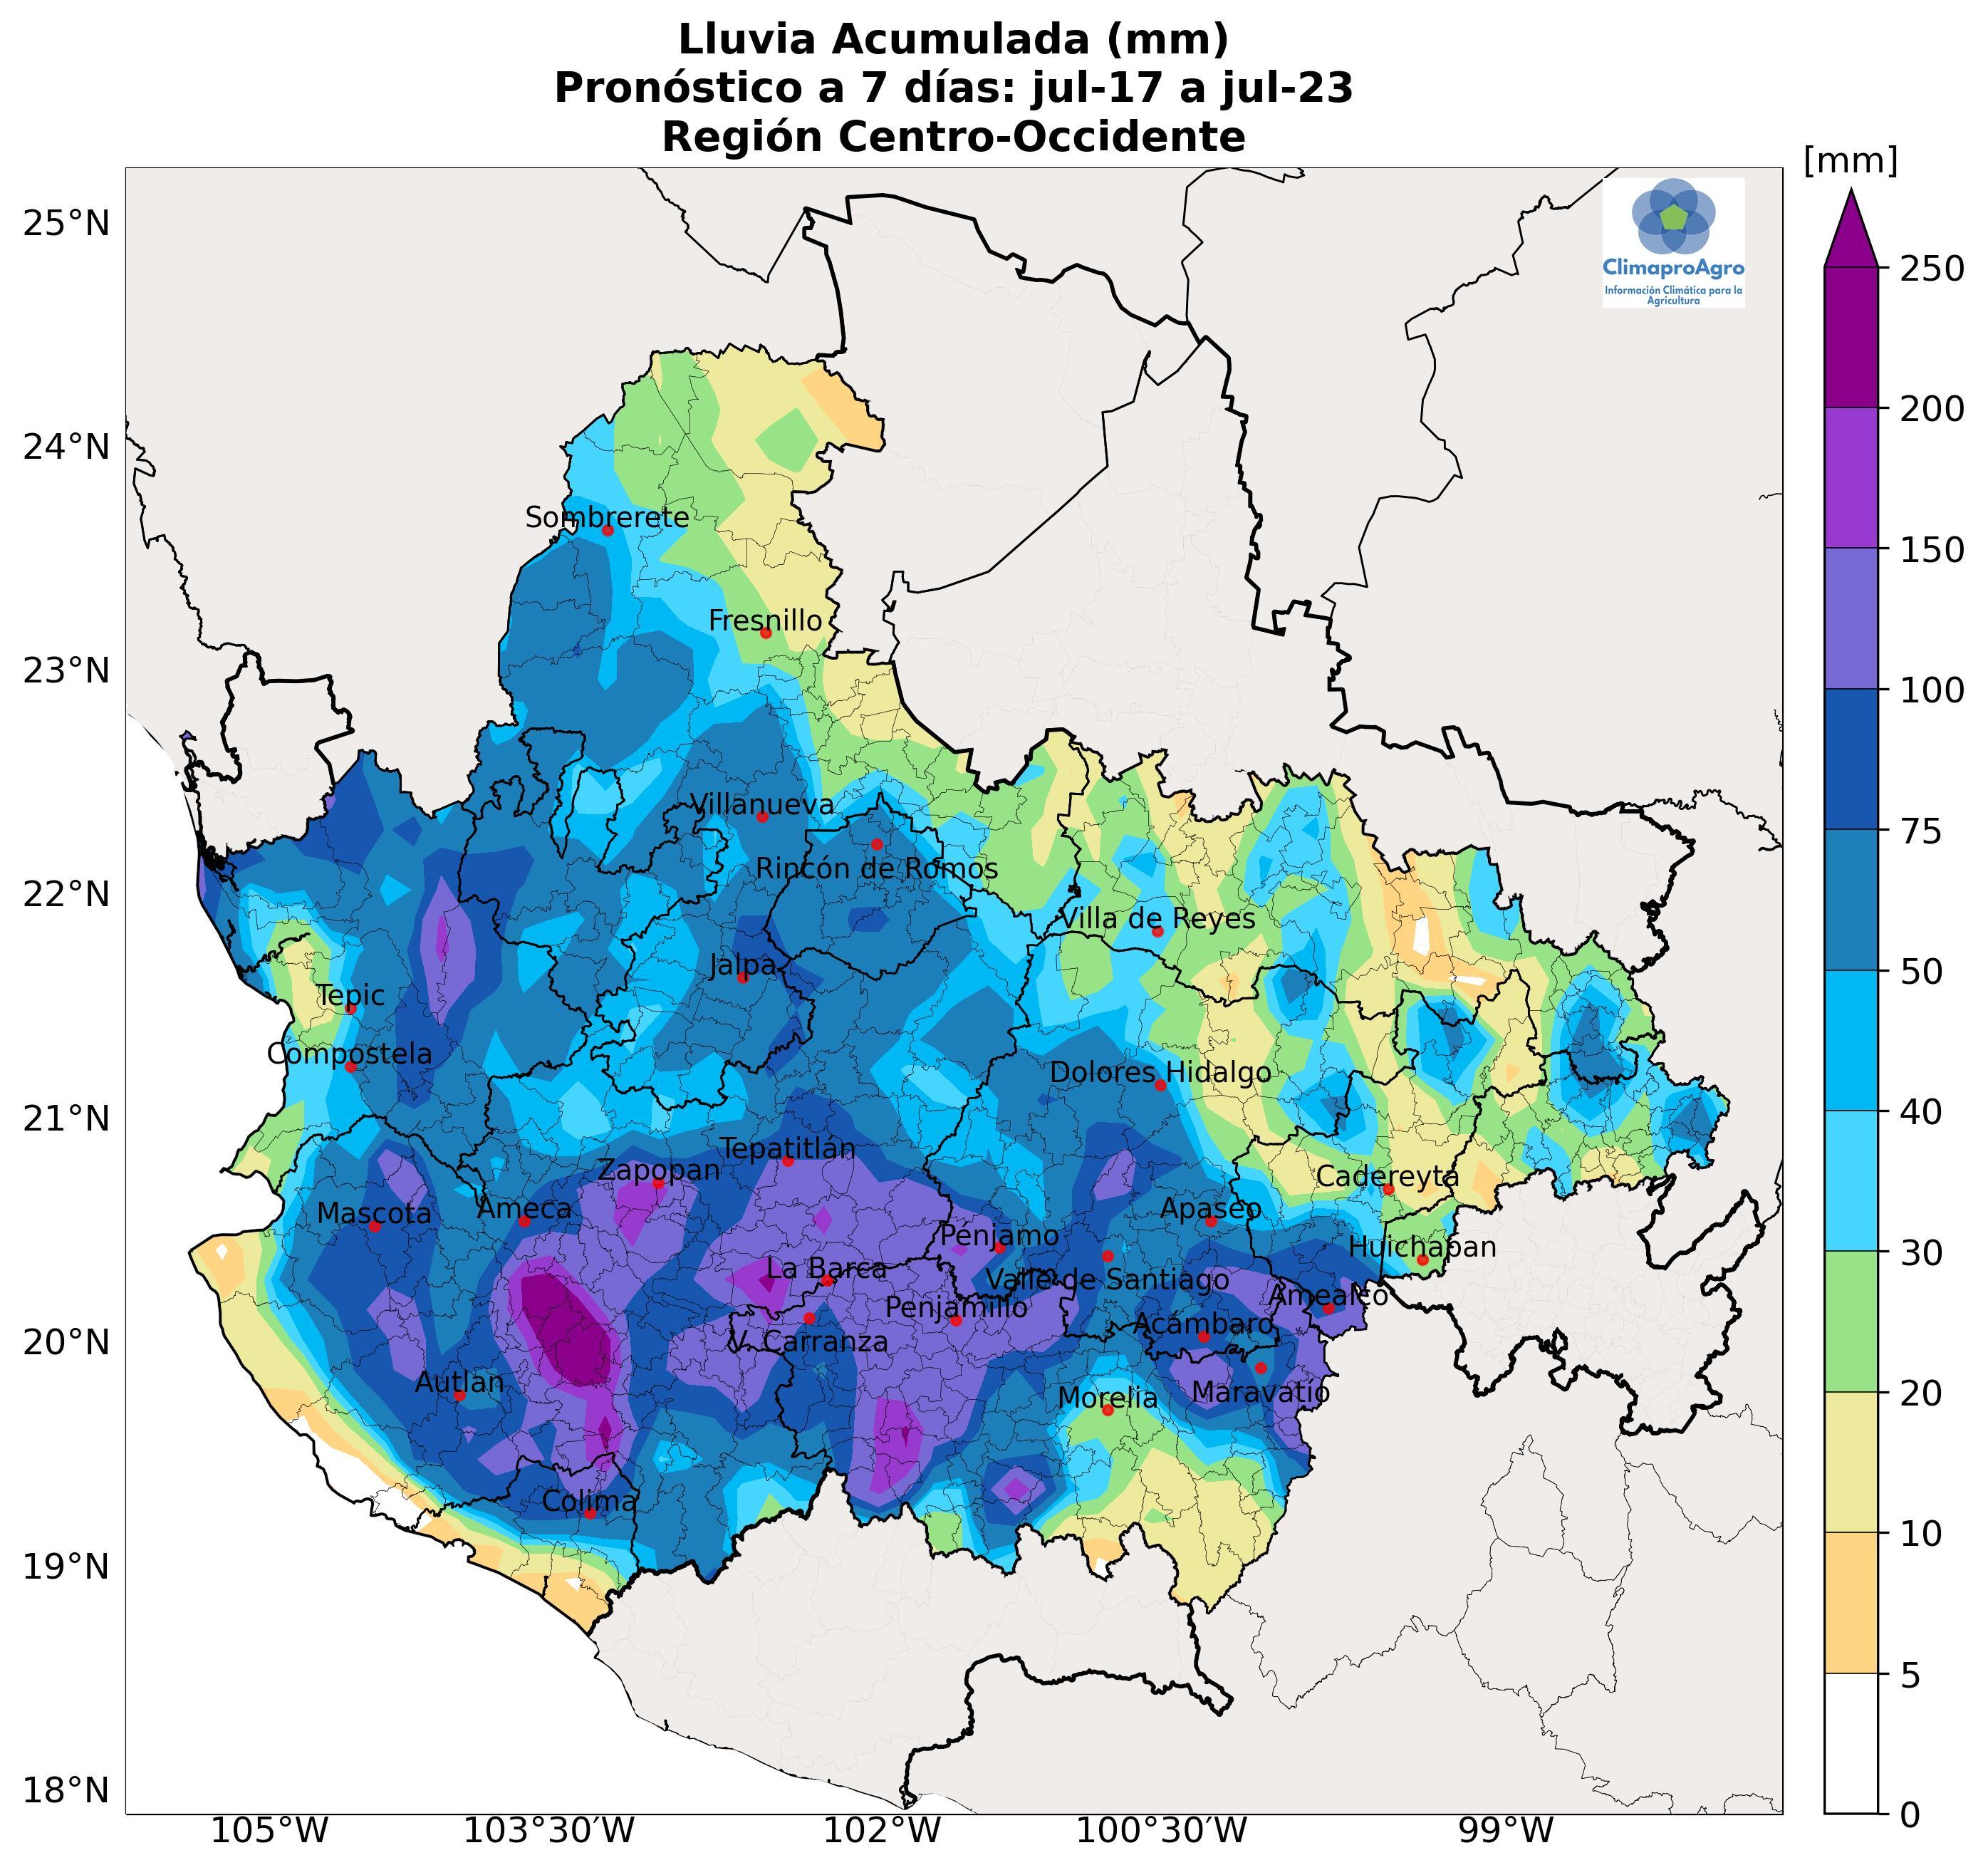 Lluvia Acumulada (mm)
Pronóstico a 7 días: jul-17 a jul-23
Región Centro-Occidente
[mm]
ClimaproAgro
Información Climática para la
Agricultura
25°N
24°N
23°N
22°N
21°N
20°N
19°N
18°N
105°W
103°30'W
102°W
100°30'W
99°W
250
200
150
100
75
50
40
30
20
10
5
0
Sombrerete
Fresnillo
Villanueva
Rincón de Romos
Villa de Reyes
Jalpa
Tepic
Compostela
Dolores Hidalgo
Tepatitlán
Zapopan
Cadereyta
Mascota
Ameca
Apaseo
Pénjamo
Huichapan
La Barca
Valle de Santiago
Amealco
Penjamillo
Acámbaro
V. Carranza
Autlan
Morelia
Maravatío
Colima